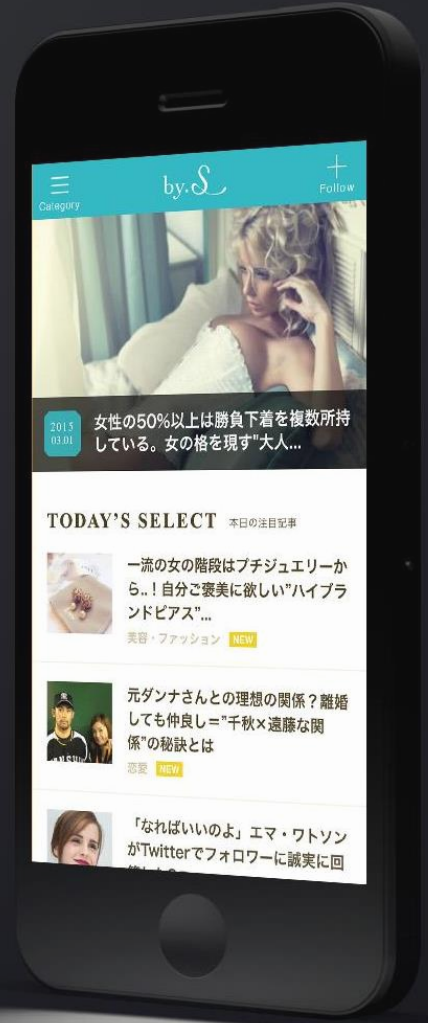 by.S
Category
Follow
2015
03.01
女性の50%以上は勝負下着を複数所持
している。女の格を現す"大人...
TODAY'S SELECT 本日の注目記事
一流の女の階段はプチジュエリーか
ら..！自分ご褒美に欲しい"ハイブラ
ンドピアス"...
美容・ファッション NEW
元ダンナさんとの理想の関係？離婚
しても仲良し＝"千秋×遠藤な関
係"の秘訣とは
恋愛 NEW
「なればいいのよ」エマ・ワトソン
がTwitterでフォロワーに誠実に回